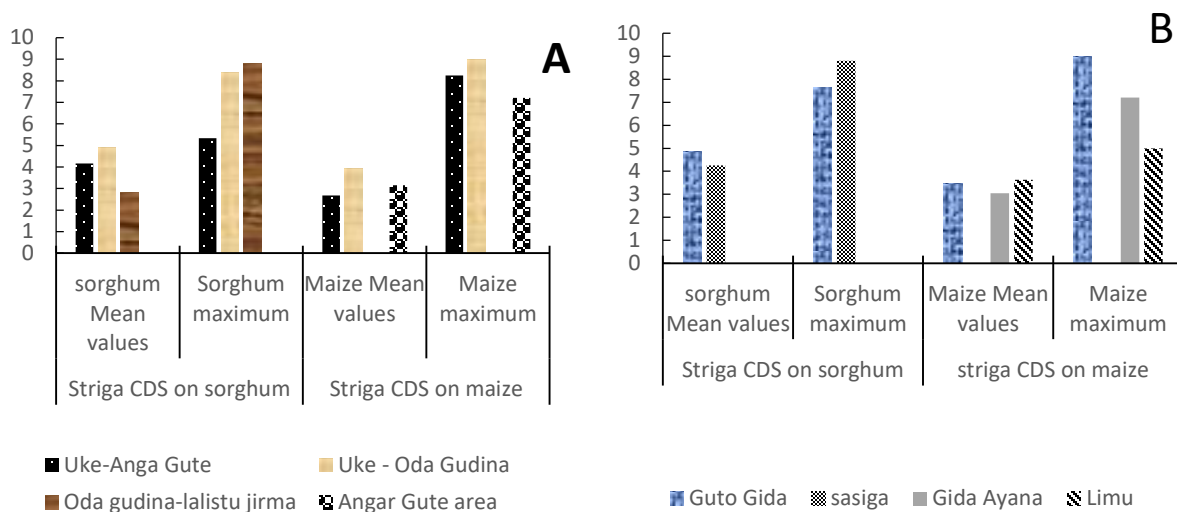 A
10
9
8
7
6
5
4
3
2
1
0
sorghum
Mean
values
Sorghum
maximum
Maize Mean
values
Maize
maximum
Striga CDS on sorghum
Striga CDS on maize
Uke-Anga Gute
Uke - Oda Gudina
Oda gudina-lalistu jirma
Angar Gute area
B
10
9
8
7
6
5
4
3
2
1
0
sorghum
Mean values
Sorghum
maximum
Maize Mean
values
Maize
maximum
Striga CDS on sorghum
striga CDS on maize
Guto Gida
sasiga
Gida Ayana
Limu